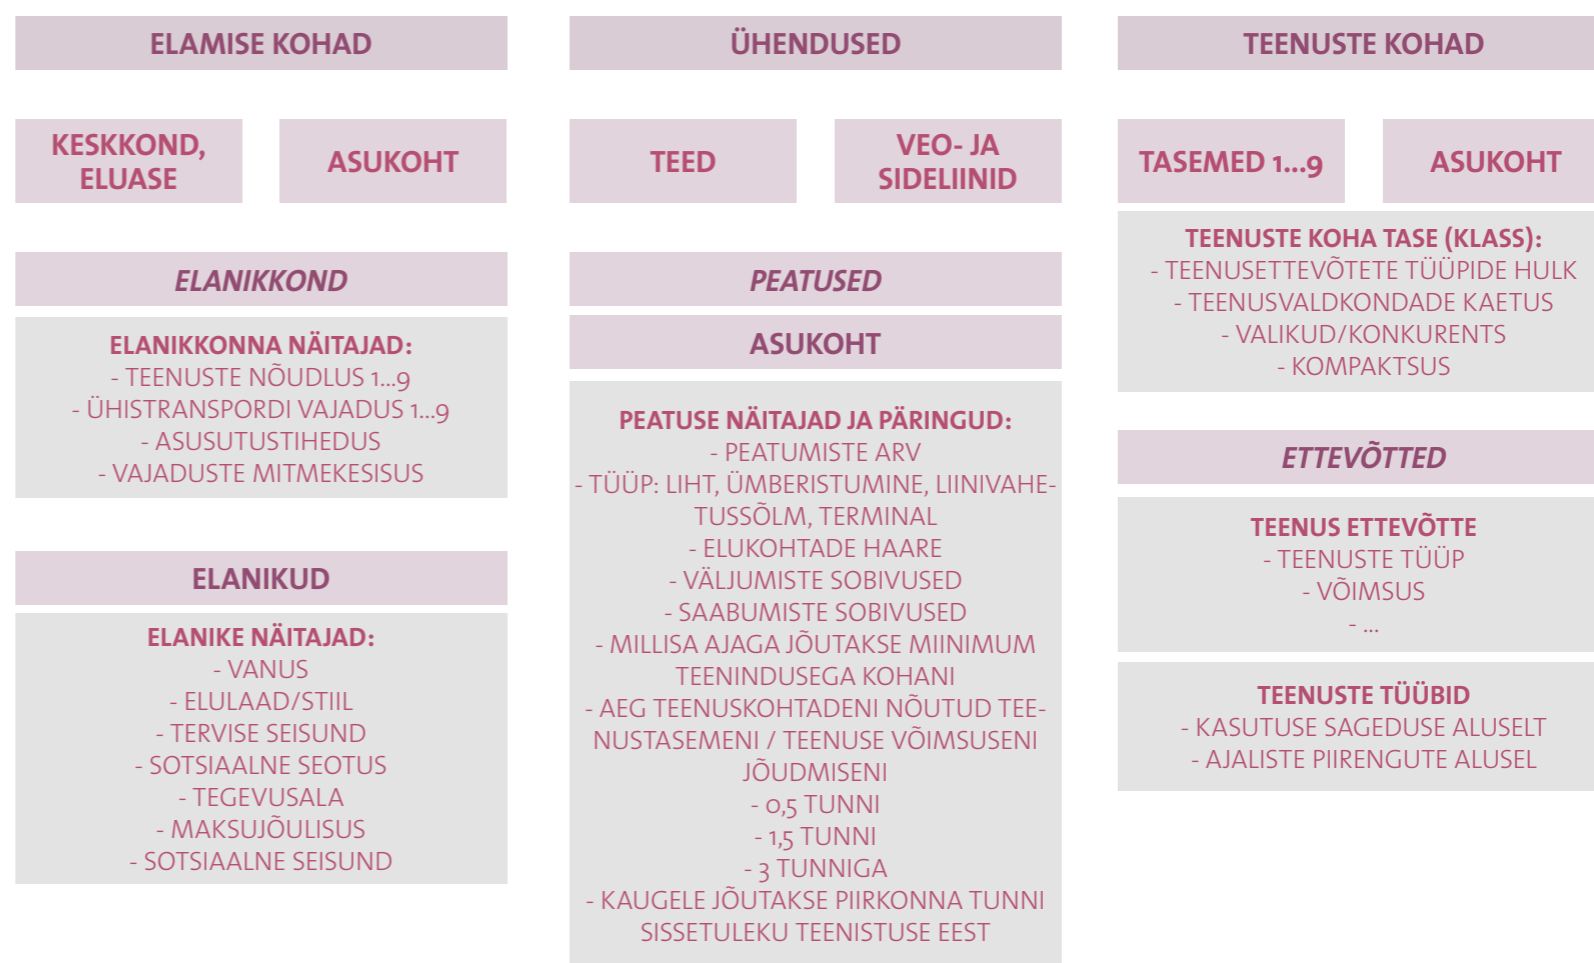 ELAMISE KOHAD
KESKKOND,
ELUASE
ASUKOHT
ELANIKKOND
ELANIKKONNA NÄITAJAD:
- TEENUSTE NÕUDLUS 1...9
- ÜHISTRANSPORDI VAJADUS 1...9
- ASUSUTUSTIHEDUS
- VAJADUSTE MITMEKESISUS
ELANIKUD
ELANIKE NÄITAJAD:
- VANUS
- ELULAAD/STIIL
- TERVISE SEISUND
- SOTSIAALNE SEOTUS
- TEGEVUSALA
- MAKSUJÕULISUS
- SOTSIAALNE SEISUND
ÜHENDUSED
TEED
VEO- JA
SIDELIINID
PEATUSED
ASUKOHT
PEATUSE NÄITAJAD JA PÄRINGUD:
- PEATUMISTE ARV
- TÜÜP: LIHT, ÜMBERISTUMINE, LIINIVAHE-
TUSSÕLM, TERMINAL
- ELUKOHTADE HAARE
- VÄLJUMISTE SOBIVUSED
- SAABUMISTE SOBIVUSED
- MILLISA AJAGA JÕUTAKSE MIINIMUM
TEENINDUSEGA KOHANI
- AEG TEENUSKOHTADENI NÕUTUD TEE-
NUSTASEMENI / TEENUSE VÕIMSUSENI
JÕUDMISENI
- 0,5 TUNNI
- 1,5 TUNNI
- 3 TUNNIGA
- KAUGELE JÕUTAKSE PIIRKONNA TUNNI
SISSETULEKU TEENISTUSE EEST
TEENUSTE KOHAD
TASEMED 1...9
ASUKOHT
TEENUSTE KOHA TASE (KLASS):
- TEENUSETTEVÕTETE TÜÜPIDE HULK
- TEENUSVALDKONDADE KAETUS
- VALIKUD/KONKURENTS
- KOMPAKTSUS
ETTEVÕTTED
TEENUS ETTEVÕTTE
- TEENUSTE TÜÜP
- VÕIMSUS
- ...
TEENUSTE TÜÜBID
- KASUTUSE SAGEDUSE ALUSELT
- AJALISTE PIIRENGUTE ALUSEL